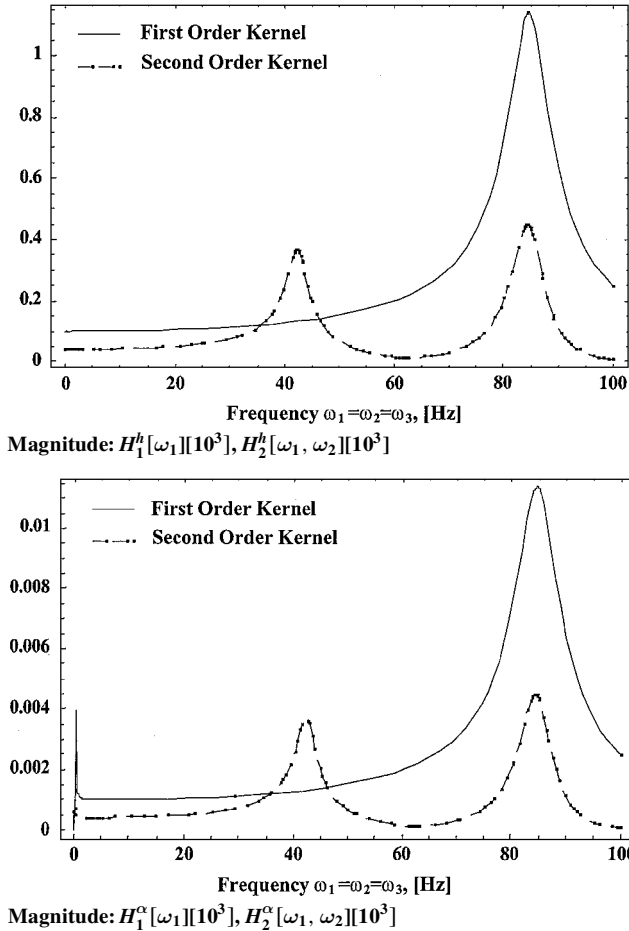 First Order Kernel
Second Order Kernel
1
0.8
0.6
0.4
0.2
0
0 20 40 60 80 100
Frequency ω₁=ω₂=ω₃, [Hz]
Magnitude: H₁ʰ[ω₁][10³], H₂ʰ[ω₁, ω₂][10³]
First Order Kernel
Second Order Kernel
0.01
0.008
0.006
0.004
0.002
0
0 20 40 60 80 100
Frequency ω₁=ω₂=ω₃, [Hz]
Magnitude: H₁ᵅ[ω₁][10³], H₂ᵅ[ω₁, ω₂][10³]